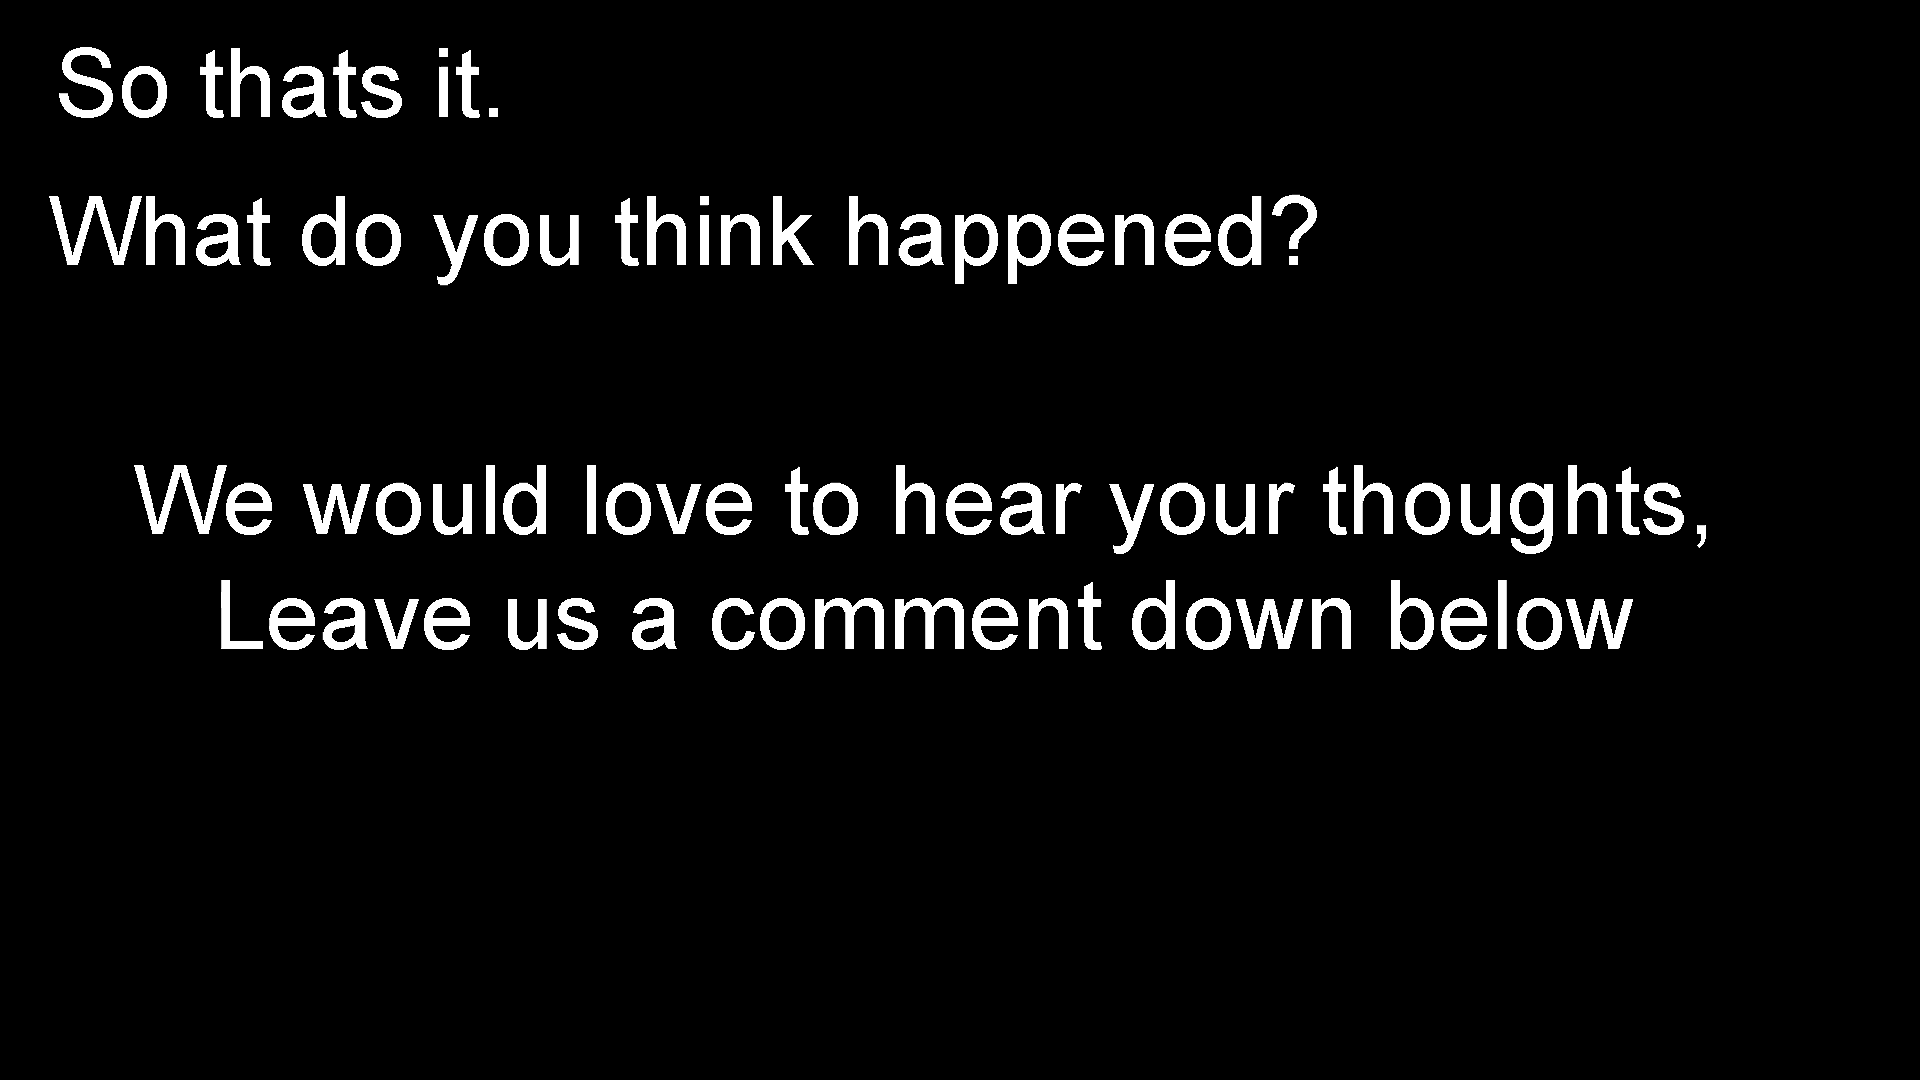 So thats it.
What do you think happened?
We would love to hear your thoughts,
Leave us a comment down below